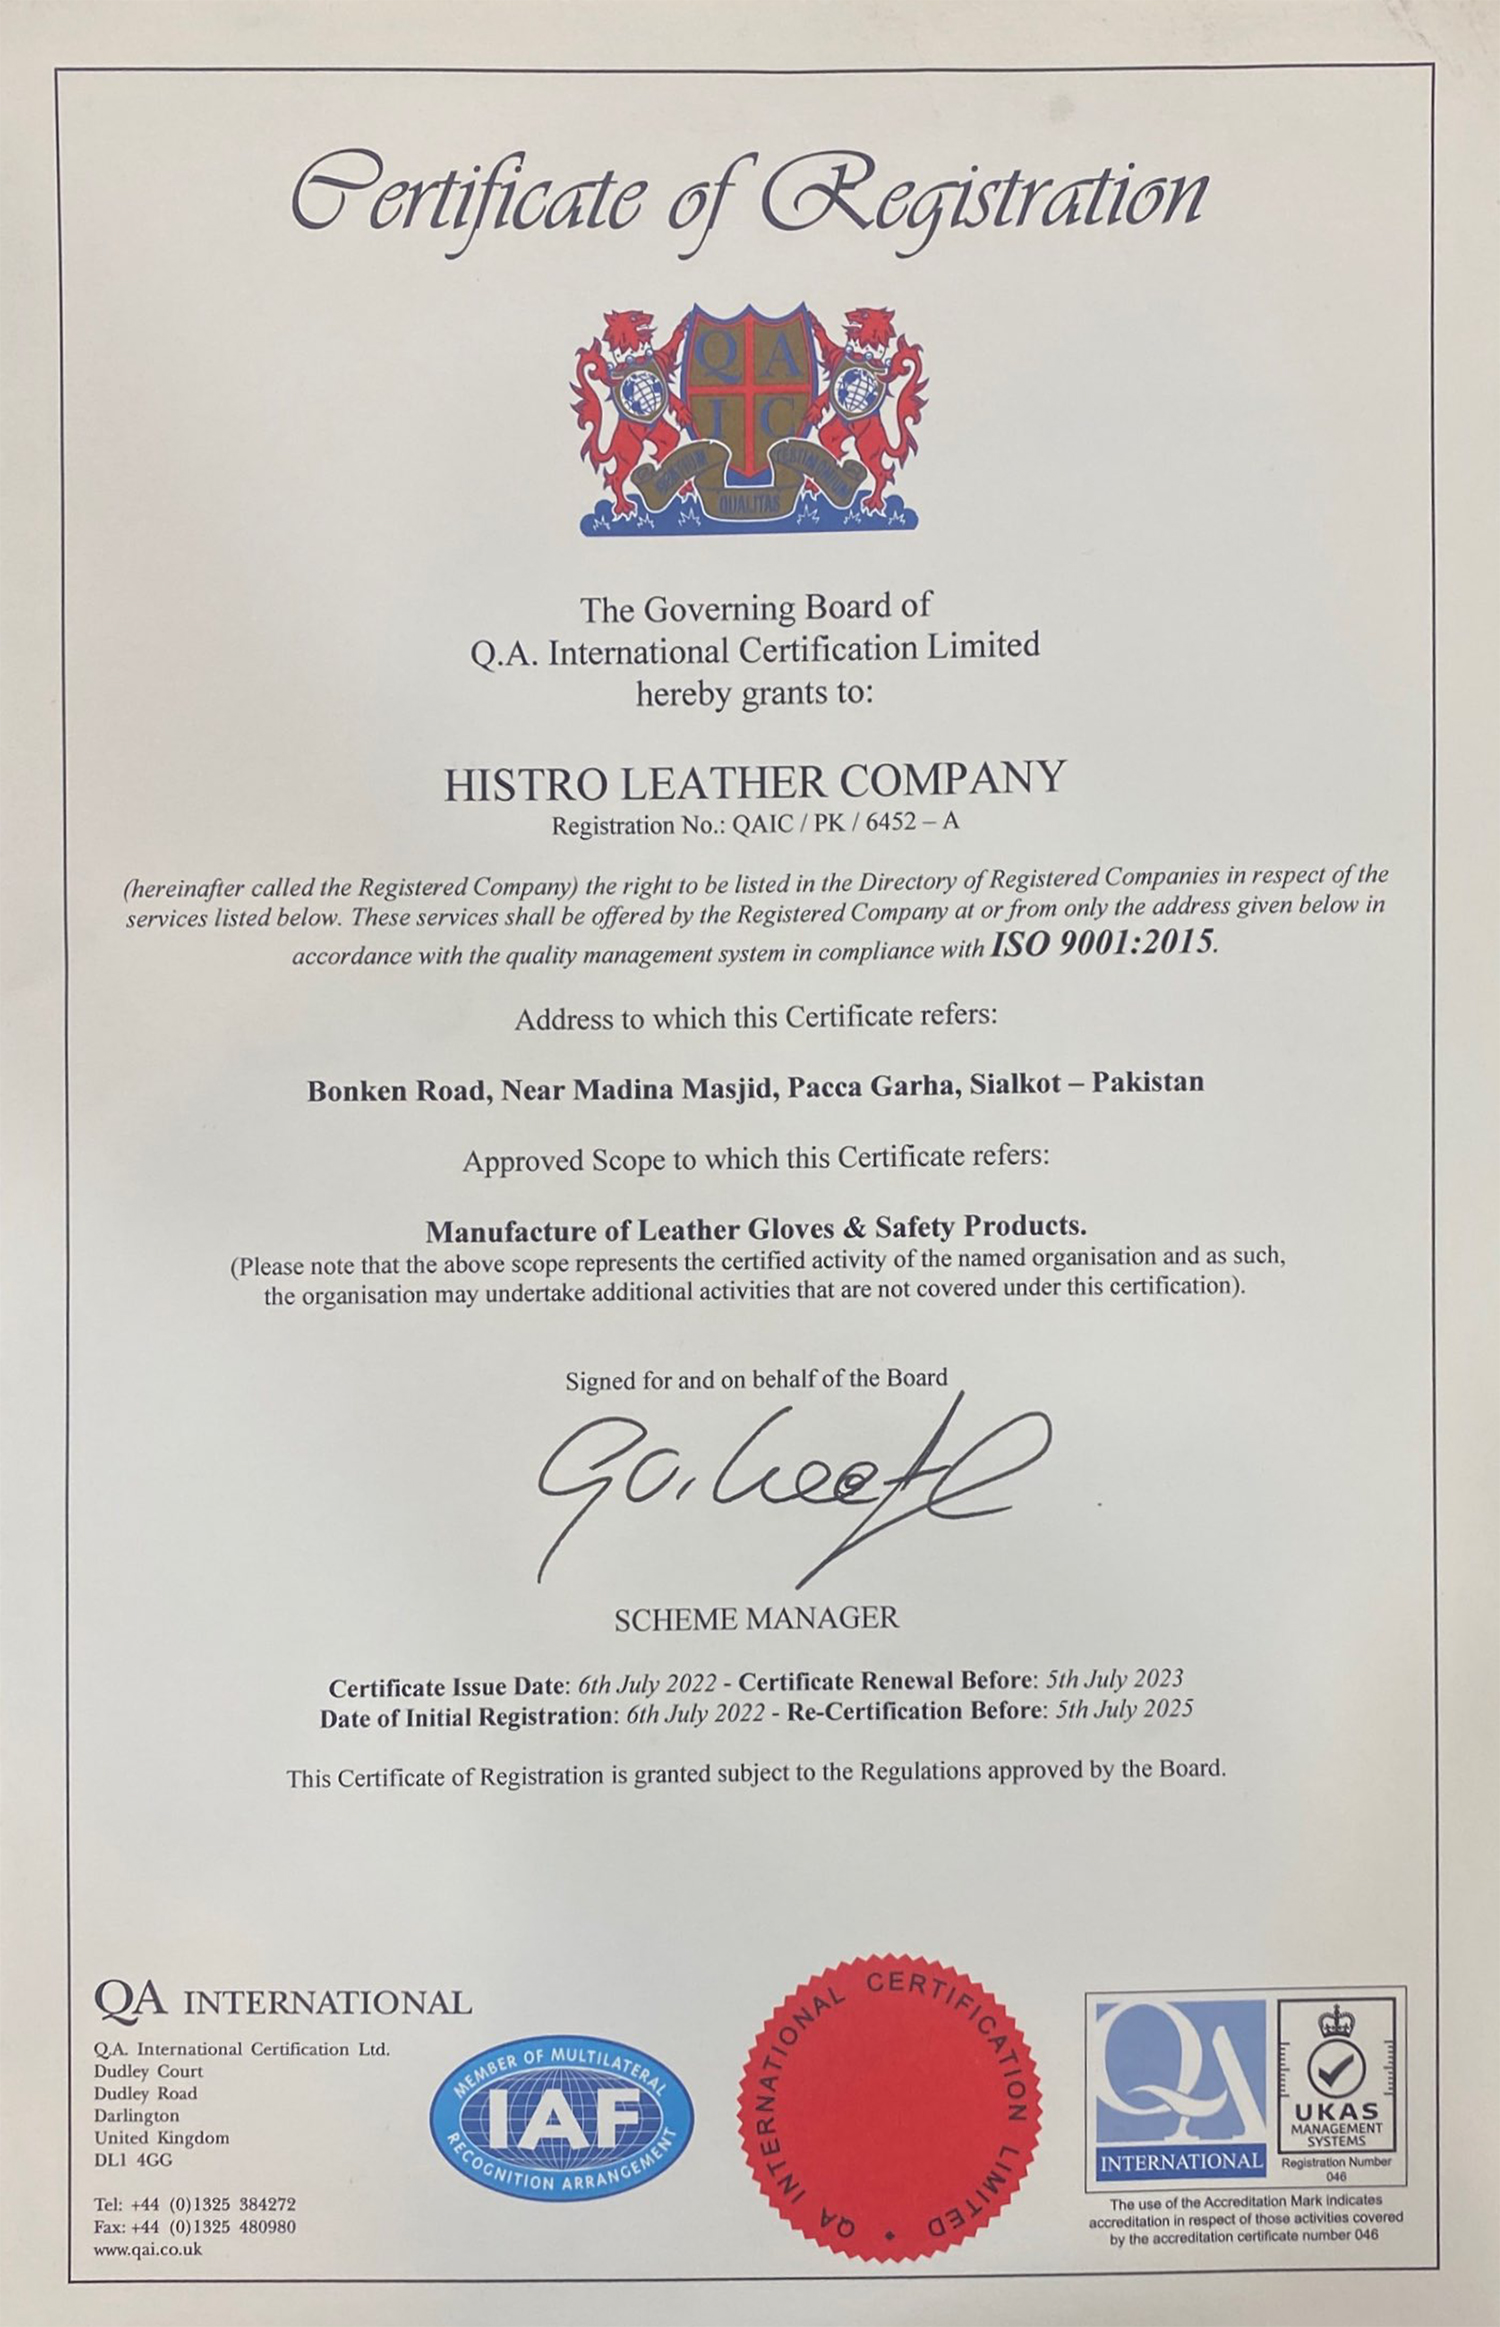 Certificate of Registration
Q A
I C
QUALITAS
The Governing Board of
Q.A. International Certification Limited
hereby grants to:
HISTRO LEATHER COMPANY
Registration No.: QAIC / PK / 6452 – A
(hereinafter called the Registered Company) the right to be listed in the Directory of Registered Companies in respect of the
services listed below. These services shall be offered by the Registered Company at or from only the address given below in
accordance with the quality management system in compliance with ISO 9001:2015.
Address to which this Certificate refers:
Bonken Road, Near Madina Masjid, Pacca Garha, Sialkot – Pakistan
Approved Scope to which this Certificate refers:
Manufacture of Leather Gloves & Safety Products.
(Please note that the above scope represents the certified activity of the named organisation and as such,
the organisation may undertake additional activities that are not covered under this certification).
Signed for and on behalf of the Board
SCHEME MANAGER
Certificate Issue Date: 6th July 2022 - Certificate Renewal Before: 5th July 2023
Date of Initial Registration: 6th July 2022 - Re-Certification Before: 5th July 2025
This Certificate of Registration is granted subject to the Regulations approved by the Board.
QA INTERNATIONAL
Q.A. International Certification Ltd.
Dudley Court
Dudley Road
Darlington
United Kingdom
DL1 4GG
Tel: +44 (0)1325 384272
Fax: +44 (0)1325 480980
www.qai.co.uk
MEMBER OF MULTILATERAL
IAF
RECOGNITION ARRANGEMENT
QA INTERNATIONAL CERTIFICATION LIMITED
QA
INTERNATIONAL
UKAS
MANAGEMENT
SYSTEMS
Registration Number
046
The use of the Accreditation Mark indicates
accreditation in respect of those activities covered
by the accreditation certificate number 046